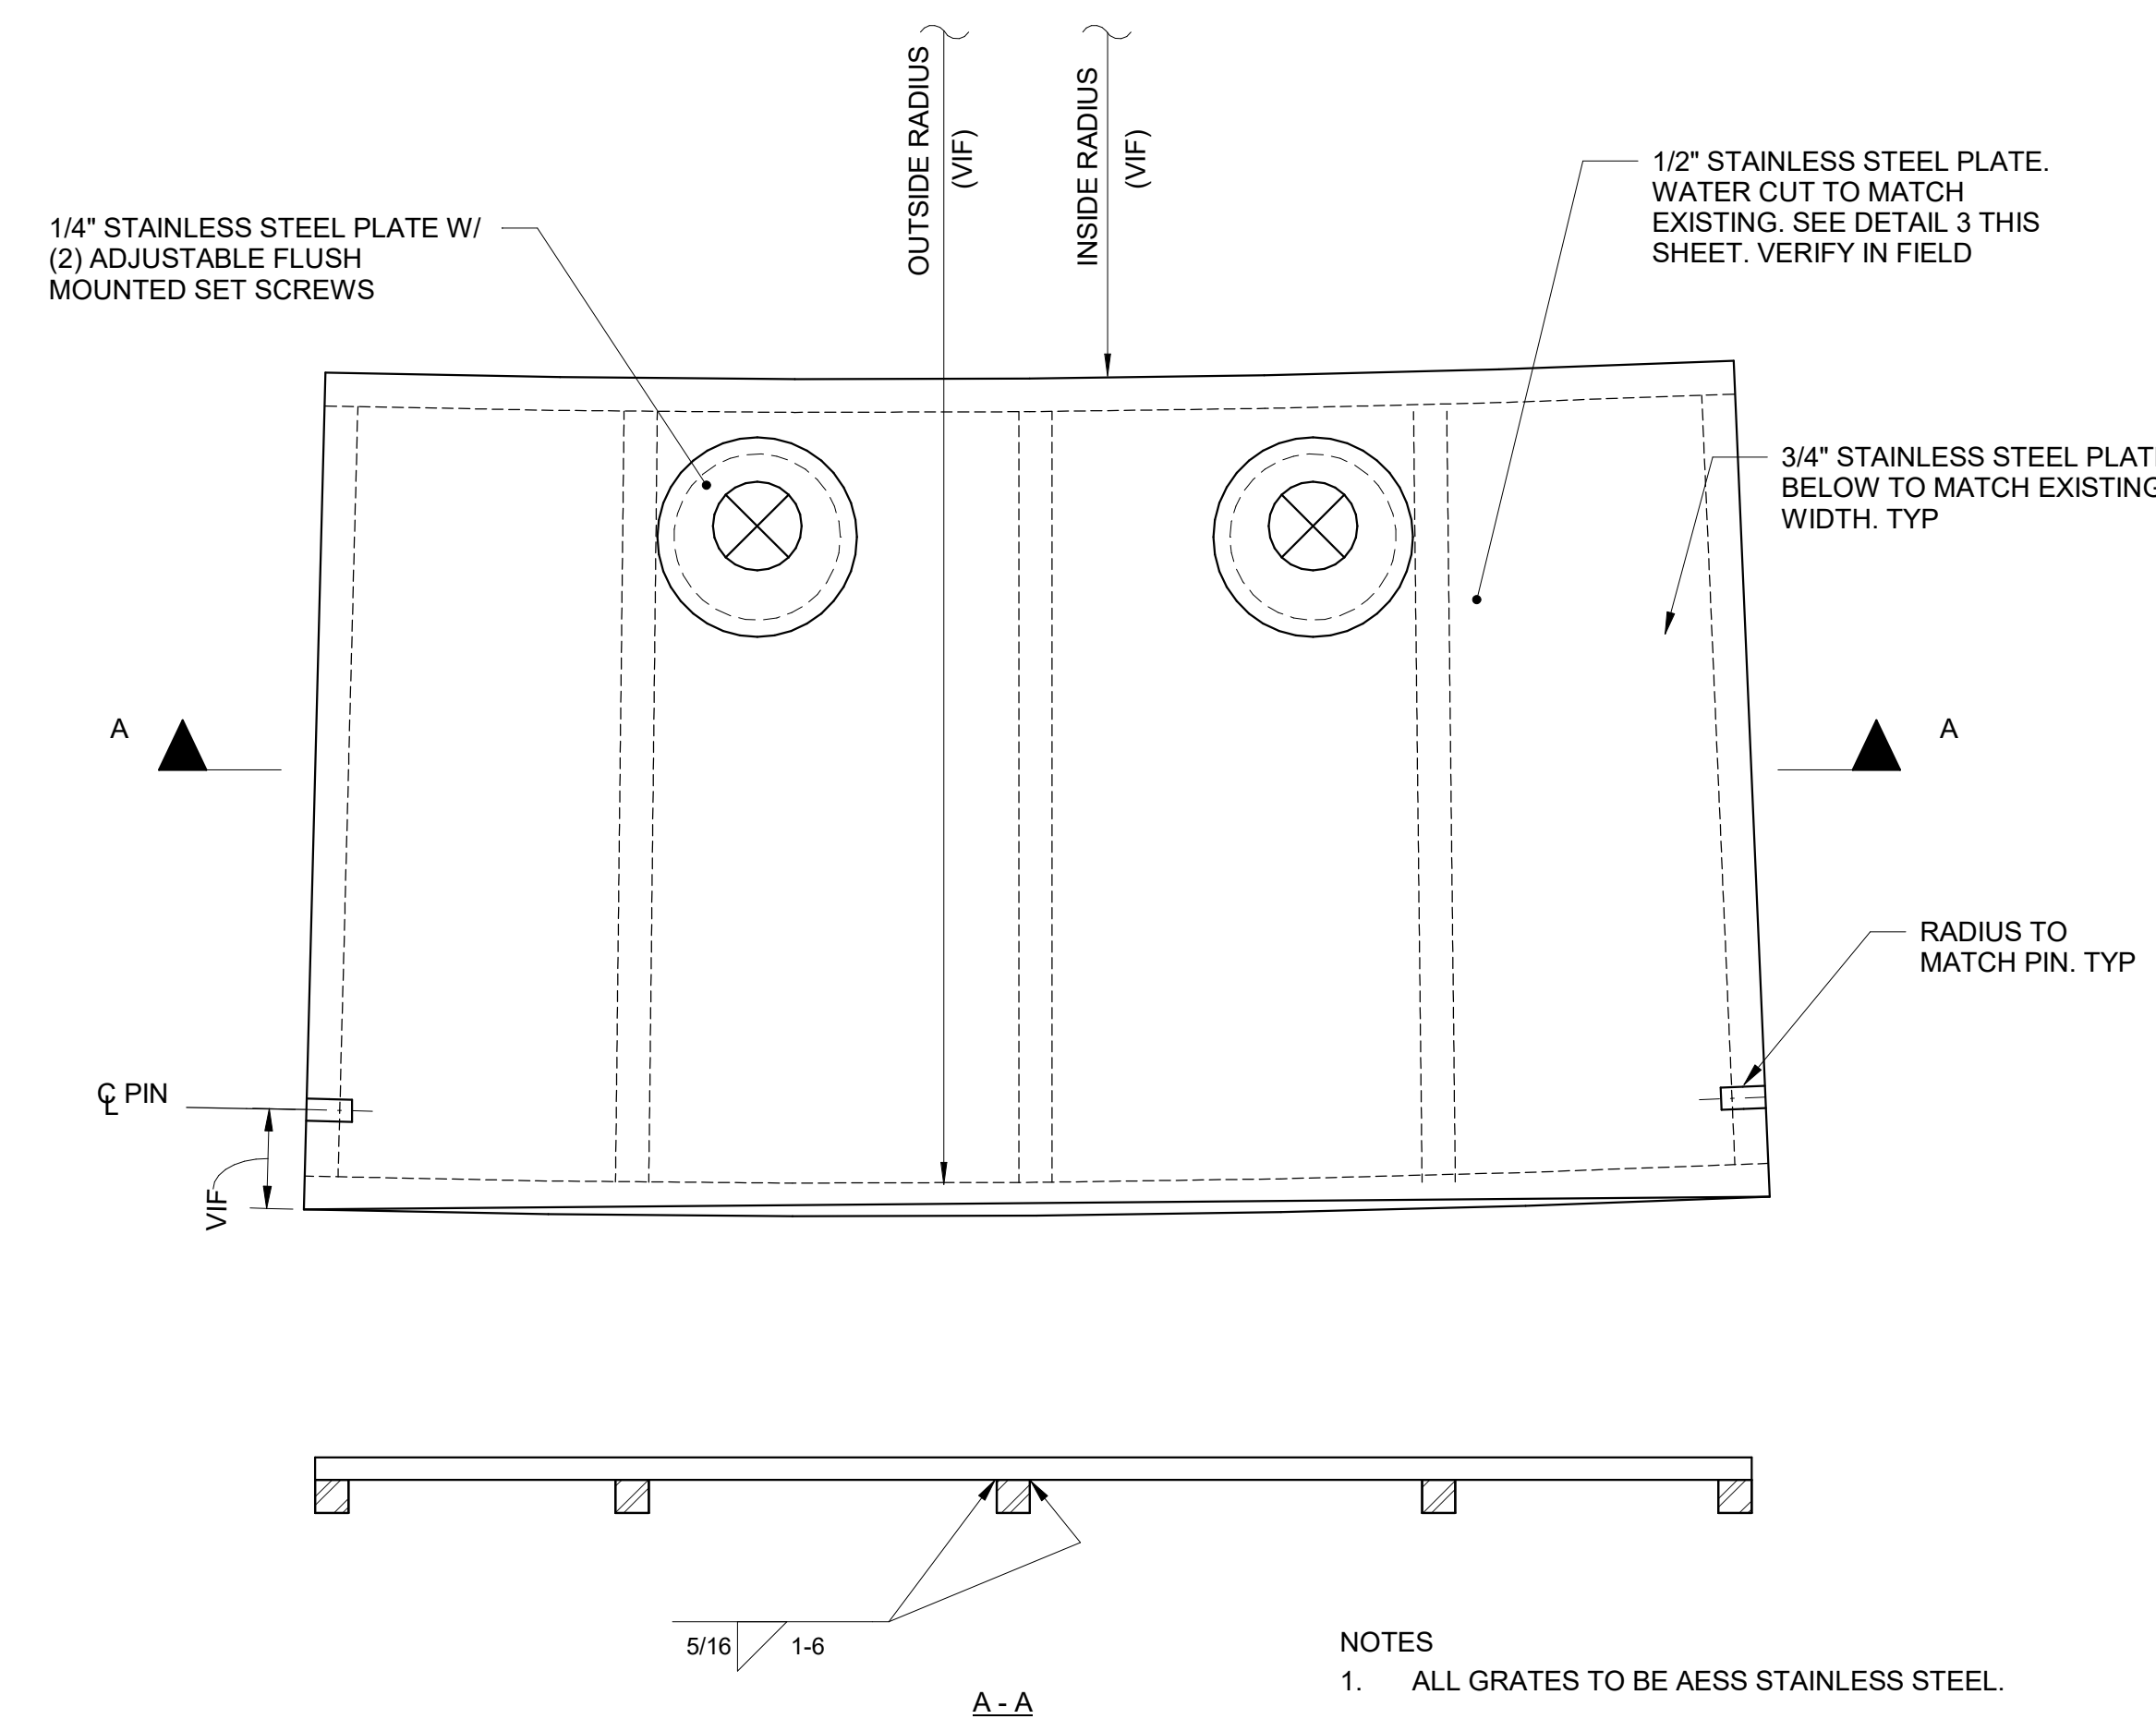 OUTSIDE RADIUS
(VIF)
INSIDE RADIUS
(VIF)
1/2" STAINLESS STEEL PLATE.
WATER CUT TO MATCH
EXISTING. SEE DETAIL 3 THIS
SHEET. VERIFY IN FIELD
1/4" STAINLESS STEEL PLATE W/
(2) ADJUSTABLE FLUSH
MOUNTED SET SCREWS
3/4" STAINLESS STEEL PLAT
BELOW TO MATCH EXISTING
WIDTH. TYP
A
A
RADIUS TO
MATCH PIN. TYP
℄ PIN
VIF
5/16 1-6
A - A
NOTES
1. ALL GRATES TO BE AESS STAINLESS STEEL.